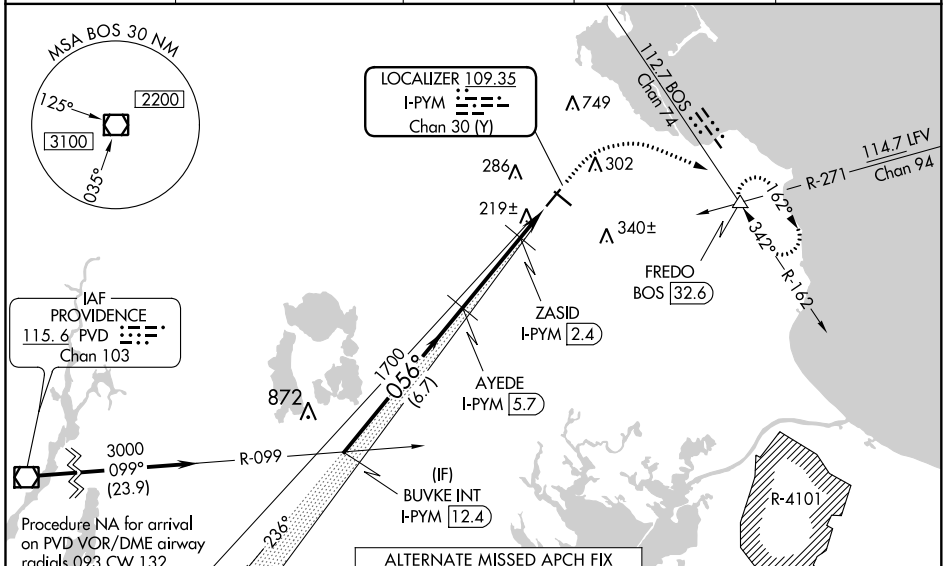 MSA BOS 30 NM
125°
2200
3100
035°
LOCALIZER 109.35
I-PYM
Chan 30 (Y)
749
286
302
219±
340±
112.7 BOS
Chan 74
114.7 LFV
R-271
Chan 94
162°
342°
R-162
FREDO
BOS 32.6
ZASID
I-PYM 2.4
IAF
PROVIDENCE
115.6 PVD
Chan 103
872
1700
056°
(6.7)
AYEDE
I-PYM 5.7
3000
099°
(23.9)
R-099
(IF)
BUVKE INT
I-PYM 12.4
R-4101
236°
Procedure NA for arrival
on PVD VOR/DME airway
radials 093 CW 132
ALTERNATE MISSED APCH FIX